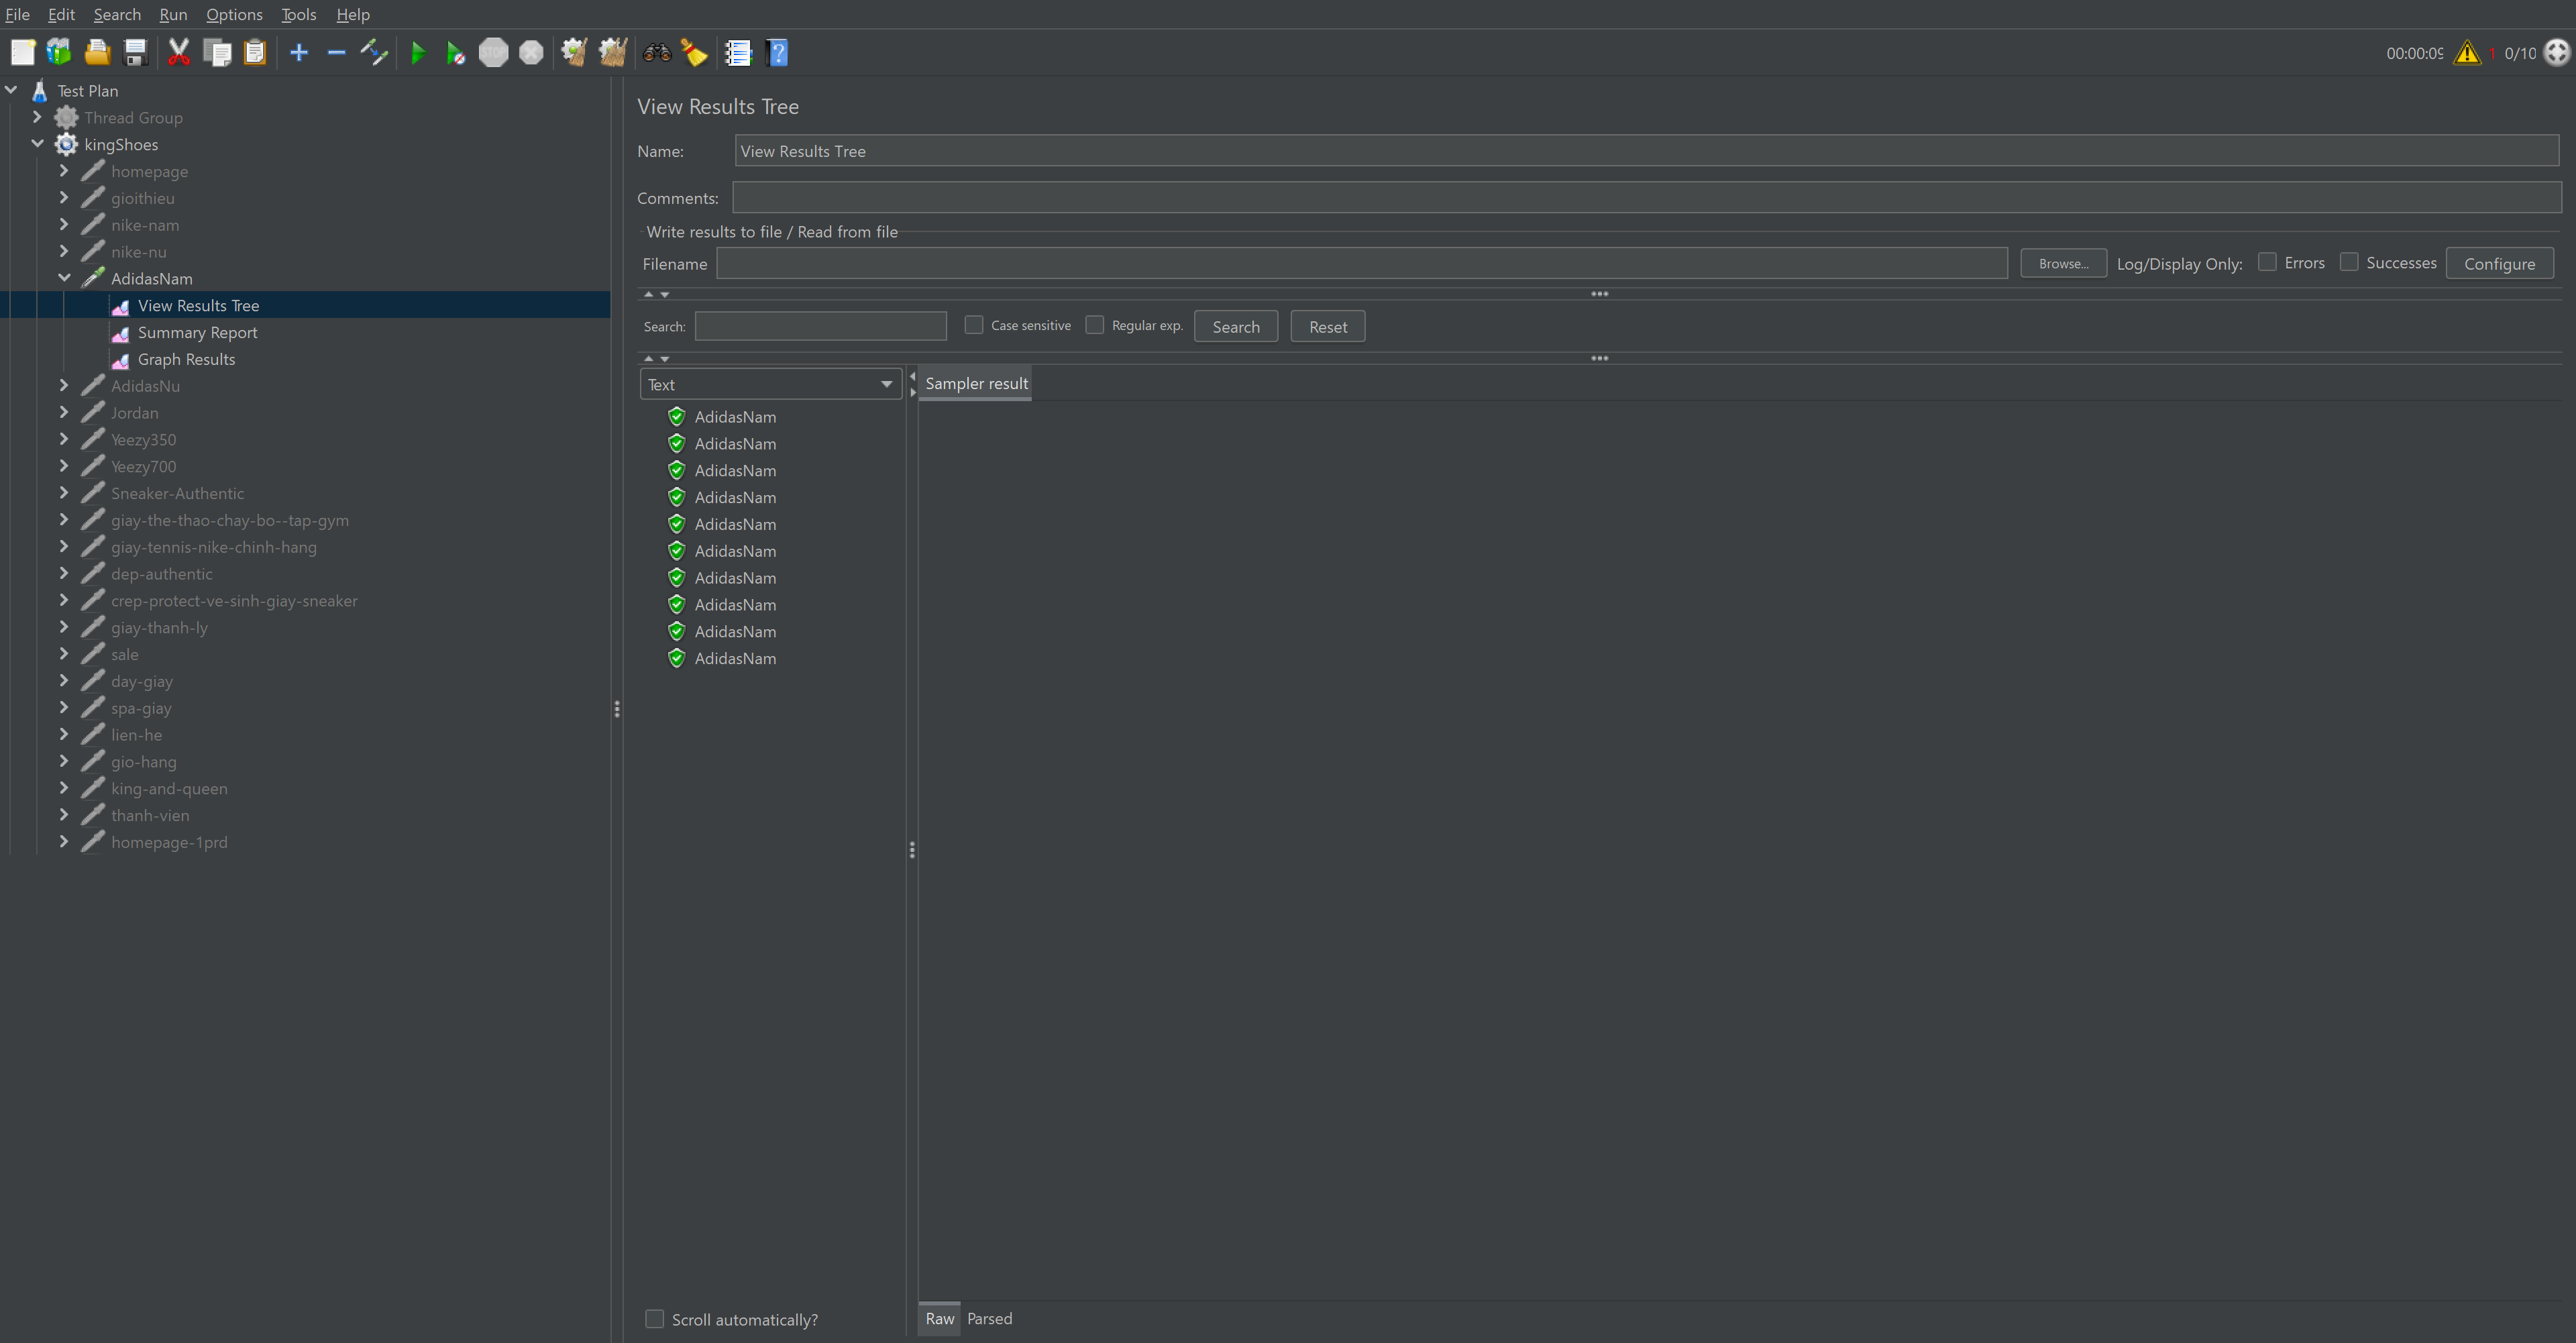 File Edit Search Run Options Tools Help
STOP
00:00:09 1 0/10
Test Plan
Thread Group
kingShoes
homepage
gioithieu
nike-nam
nike-nu
AdidasNam
View Results Tree
Summary Report
Graph Results
AdidasNu
Jordan
Yeezy350
Yeezy700
Sneaker-Authentic
giay-the-thao-chay-bo--tap-gym
giay-tennis-nike-chinh-hang
dep-authentic
crep-protect-ve-sinh-giay-sneaker
giay-thanh-ly
sale
day-giay
spa-giay
lien-he
gio-hang
king-and-queen
thanh-vien
homepage-1prd
View Results Tree
Name: View Results Tree
Comments:
Write results to file / Read from file
Filename Browse... Log/Display Only: Errors Successes Configure
Search: Case sensitive Regular exp. Search Reset
Text
Sampler result
AdidasNam
AdidasNam
AdidasNam
AdidasNam
AdidasNam
AdidasNam
AdidasNam
AdidasNam
AdidasNam
AdidasNam
Scroll automatically?
Raw Parsed